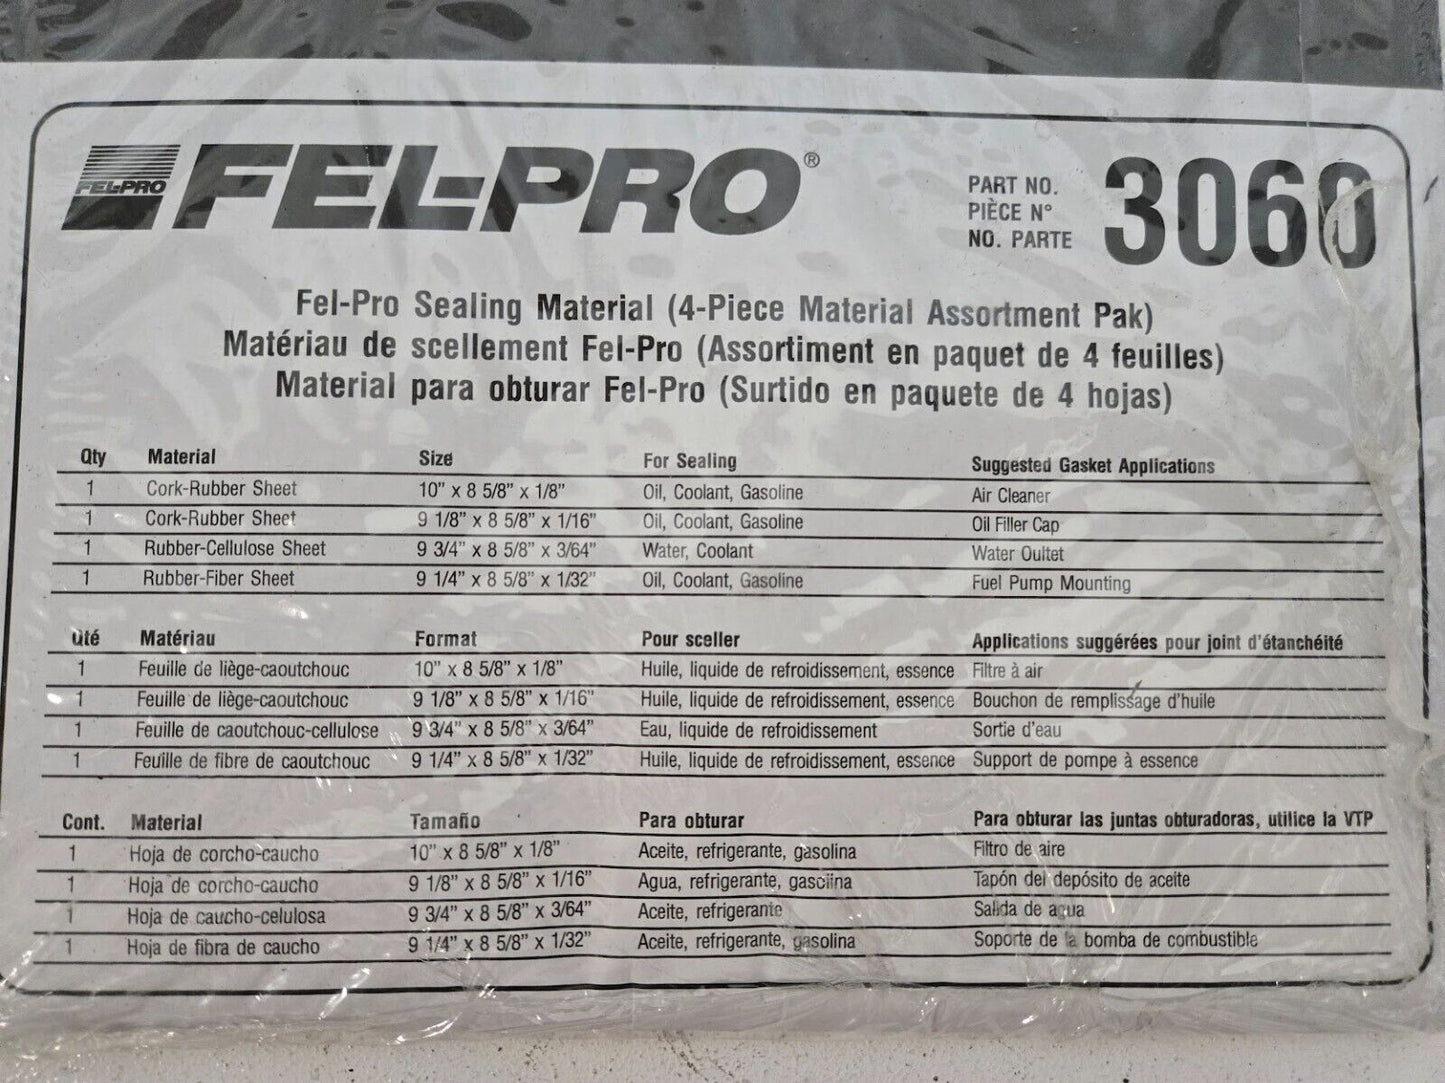 FEL-PRO FEL-PRO®
PART NO.
PIÈCE N°
NO. PARTE
3060
Fel-Pro Sealing Material (4-Piece Material Assortment Pak)
Matériau de scellement Fel-Pro (Assortiment en paquet de 4 feuilles)
Material para obturar Fel-Pro (Surtido en paquete de 4 hojas)
Qty Material Size For Sealing Suggested Gasket Applications
1 Cork-Rubber Sheet 10" x 8 5/8" x 1/8" Oil, Coolant, Gasoline Air Cleaner
1 Cork-Rubber Sheet 9 1/8" x 8 5/8" x 1/16" Oil, Coolant, Gasoline Oil Filler Cap
1 Rubber-Cellulose Sheet 9 3/4" x 8 5/8" x 3/64" Water, Coolant Water Oultet
1 Rubber-Fiber Sheet 9 1/4" x 8 5/8" x 1/32" Oil, Coolant, Gasoline Fuel Pump Mounting
Qté Matériau Format Pour sceller Applications suggérées pour joint d'étanchéité
1 Feuille de liège-caoutchouc 10" x 8 5/8" x 1/8" Huile, liquide de refroidissement, essence Filtre à air
1 Feuille de liège-caoutchouc 9 1/8" x 8 5/8" x 1/16" Huile, liquide de refroidissement, essence Bouchon de remplissage d'huile
1 Feuille de caoutchouc-cellulose 9 3/4" x 8 5/8" x 3/64" Eau, liquide de refroidissement Sortie d'eau
1 Feuille de fibre de caoutchouc 9 1/4" x 8 5/8" x 1/32" Huile, liquide de refroidissement, essence Support de pompe à essence
Cont. Material Tamaño Para obturar Para obturar las juntas obturadoras, utilice la VTP
1 Hoja de corcho-caucho 10" x 8 5/8" x 1/8" Aceite, refrigerante, gasolina Filtro de aire
1 Hoja de corcho-caucho 9 1/8" x 8 5/8" x 1/16" Agua, refrigerante, gasolina Tapón del depósito de aceite
1 Hoja de caucho-celulosa 9 3/4" x 8 5/8" x 3/64" Aceite, refrigerante Salida de agua
1 Hoja de fibra de caucho 9 1/4" x 8 5/8" x 1/32" Aceite, refrigerante, gasolina Soporte de la bomba de combustible